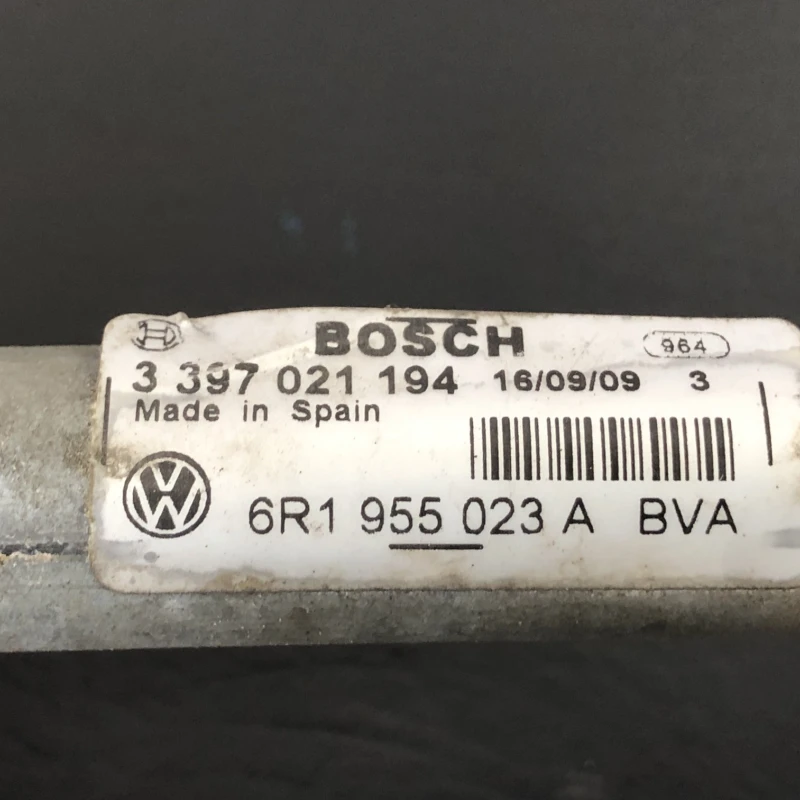 BOSCH 964
3 397 021 194 16/09/09 3
Made in Spain
6R1 955 023 A BVA